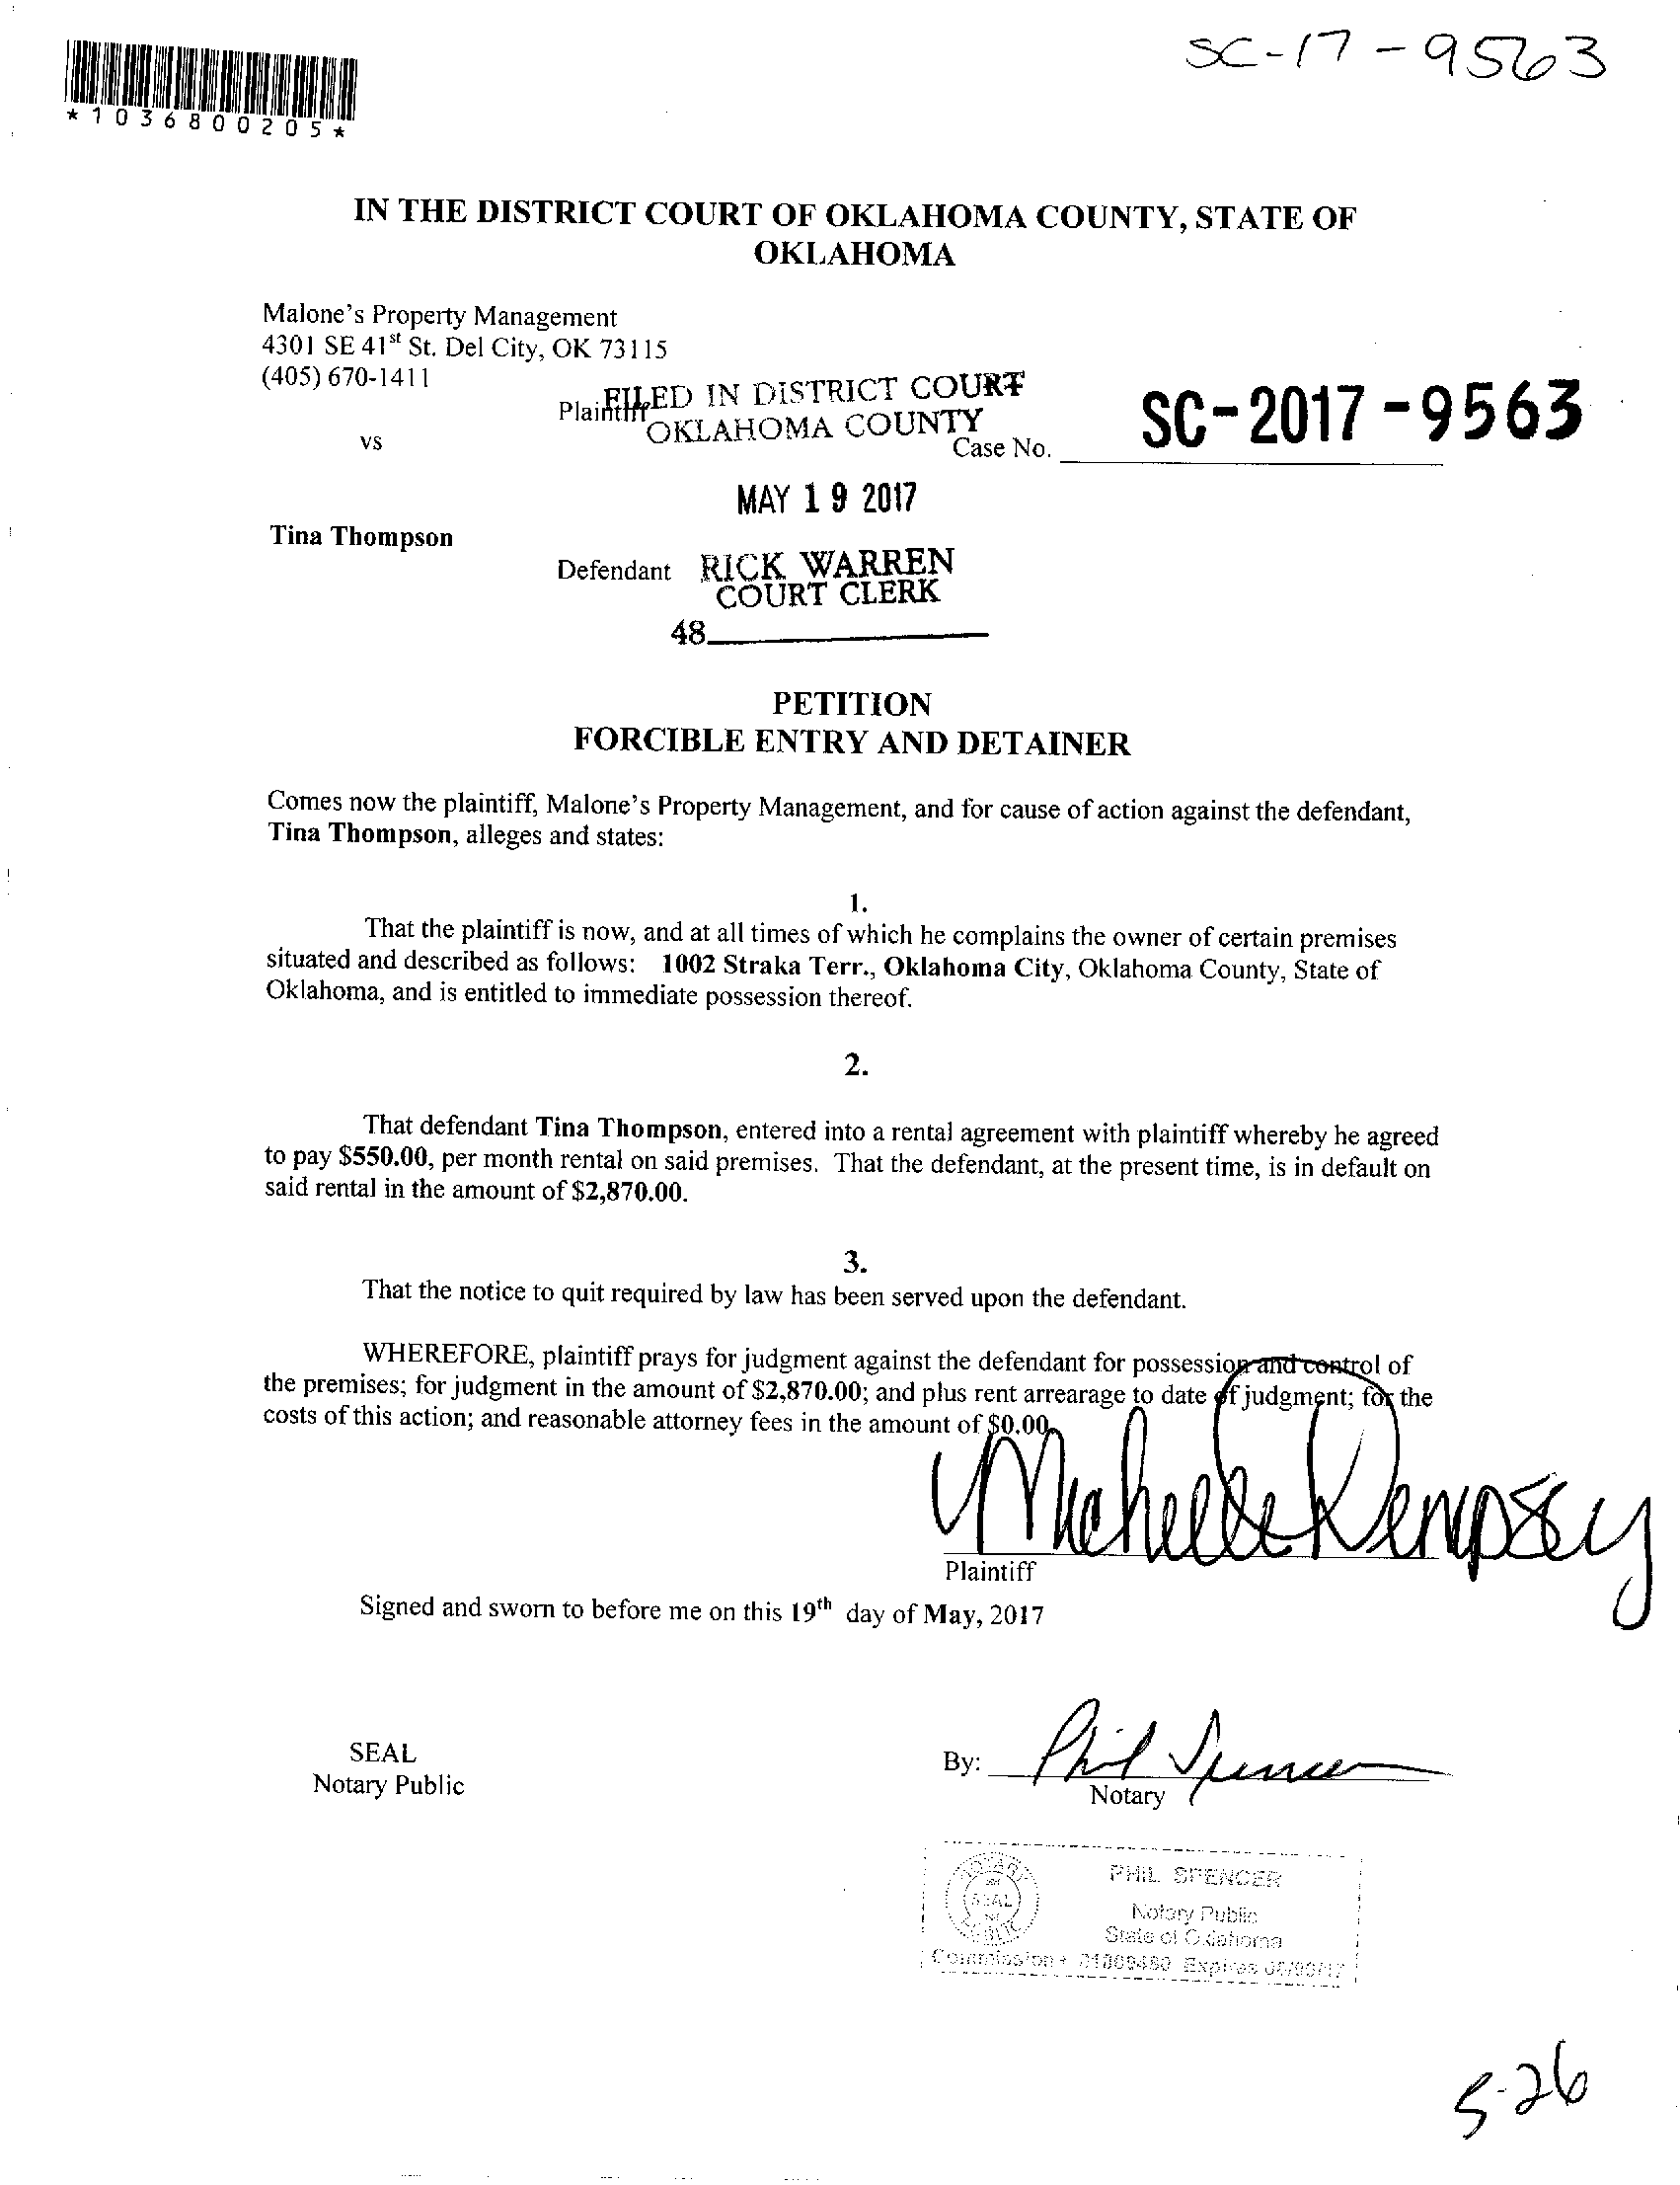 SC-17-9563
*1036800205*
IN THE DISTRICT COURT OF OKLAHOMA COUNTY, STATE OF
OKLAHOMA
Malone's Property Management
4301 SE 41st St. Del City, OK 73115
(405) 670-1411
Plaintiff
FILED IN DISTRICT COURT
OKLAHOMA COUNTY
vs
Case No.
SC-2017-9563
MAY 19 2017
Tina Thompson
Defendant
RICK WARREN
COURT CLERK
48
PETITION
FORCIBLE ENTRY AND DETAINER
Comes now the plaintiff, Malone's Property Management, and for cause of action against the defendant,
Tina Thompson, alleges and states:
1.
That the plaintiff is now, and at all times of which he complains the owner of certain premises
situated and described as follows: 1002 Straka Terr., Oklahoma City, Oklahoma County, State of
Oklahoma, and is entitled to immediate possession thereof.
2.
That defendant Tina Thompson, entered into a rental agreement with plaintiff whereby he agreed
to pay $550.00, per month rental on said premises. That the defendant, at the present time, is in default on
said rental in the amount of $2,870.00.
3.
That the notice to quit required by law has been served upon the defendant.
WHEREFORE, plaintiff prays for judgment against the defendant for possession and control of
the premises; for judgment in the amount of $2,870.00; and plus rent arrearage to date of judgment; for the
costs of this action; and reasonable attorney fees in the amount of $0.00.
Michelle Dempsey
Plaintiff
Signed and sworn to before me on this 19th day of May, 2017
SEAL
Notary Public
By: Phil Spencer
Notary
NOTARY
SEAL
PUBLIC
PHIL SPENCER
Notary Public
State of Oklahoma
Commission # Expires
5-26